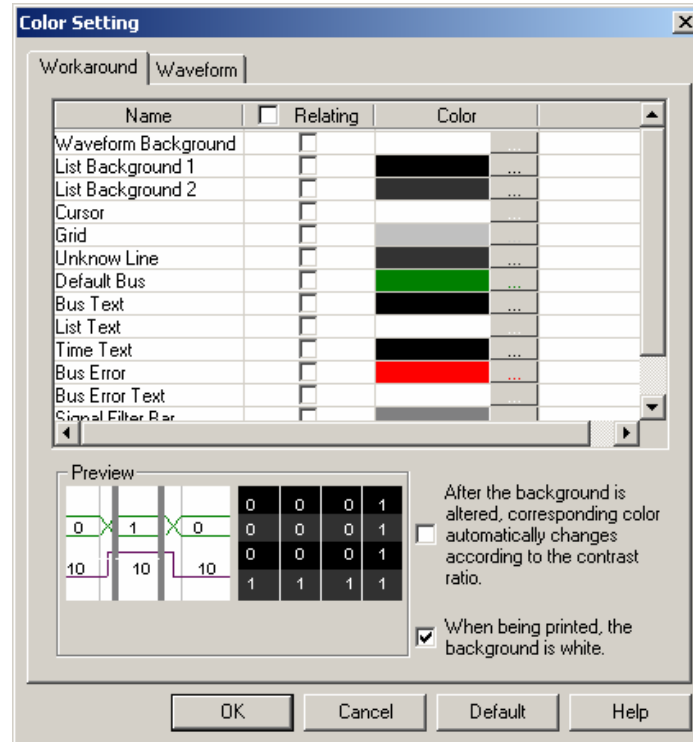 Color Setting
Workaround
Waveform
Name Relating Color
Waveform Background ...
List Background 1 ...
List Background 2 ...
Cursor ...
Grid ...
Unknow Line ...
Default Bus ...
Bus Text ...
List Text ...
Time Text ...
Bus Error ...
Bus Error Text ...
Signal Filter Bar
Preview
0 1 0
10 10 10
0 0 0 1
0 0 0 1
0 0 0 1
1 1 1 1
After the background is
altered, corresponding color
automatically changes
according to the contrast
ratio.
When being printed, the
background is white.
OK Cancel Default Help